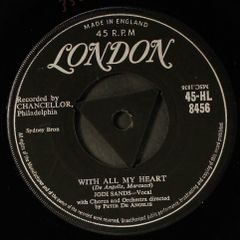 MADE IN ENGLAND
45 R.P.M
LONDON
Recorded by
CHANCELLOR,
Philadelphia
45-HL
8456
Sydney Bron
WITH ALL MY HEART
(De Angelis, Marcucci)
JODI SANDS—Vocal
with Chorus and Orchestra directed
by PETER DE ANGELIS